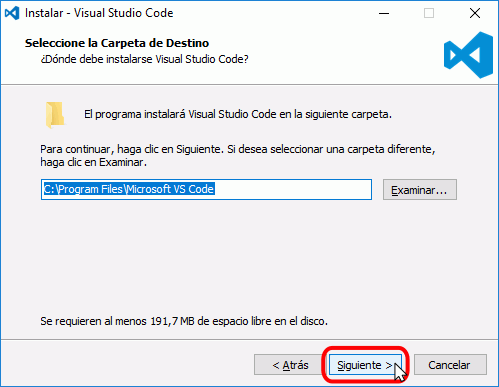 Instalar - Visual Studio Code
Seleccione la Carpeta de Destino
¿Dónde debe instalarse Visual Studio Code?
El programa instalará Visual Studio Code en la siguiente carpeta.
Para continuar, haga clic en Siguiente. Si desea seleccionar una carpeta diferente,
haga clic en Examinar.
C:\Program Files\Microsoft VS Code
Examinar...
Se requieren al menos 191,7 MB de espacio libre en el disco.
< Atrás
Siguiente >
Cancelar